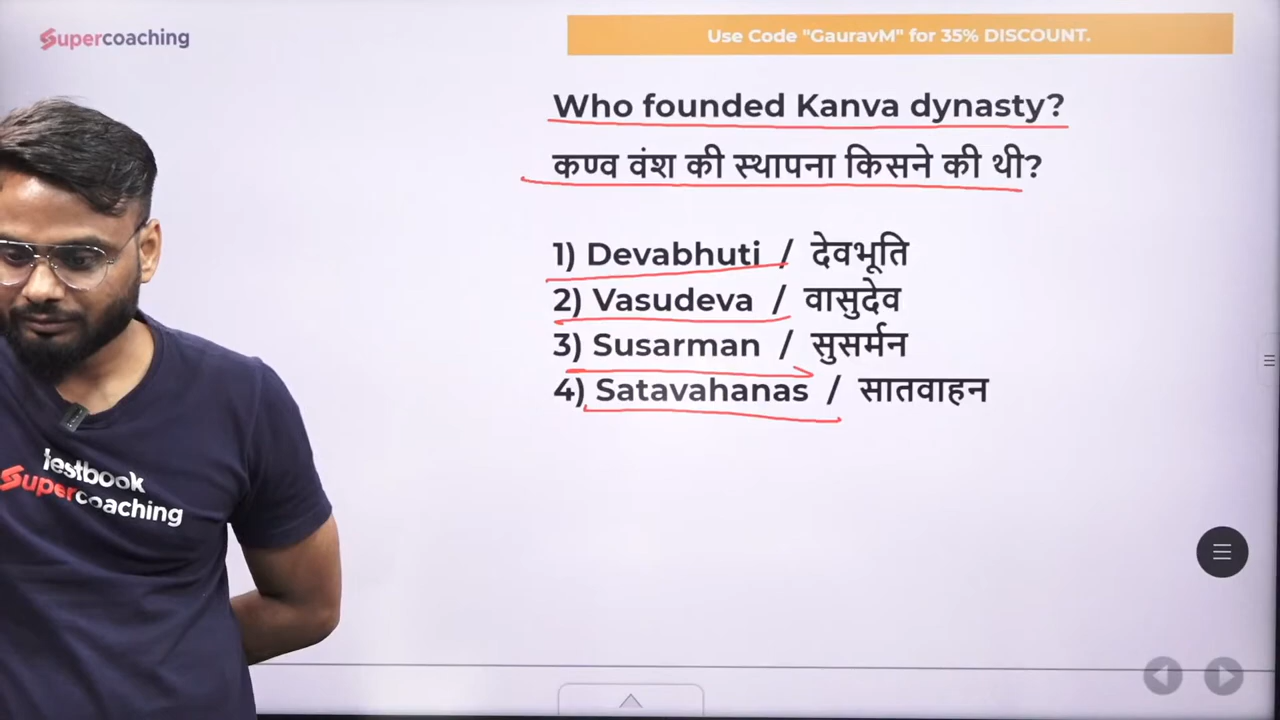 Supercoaching
Use Code "GauravM" for 35% DISCOUNT.
Who founded Kanva dynasty?
कण्व वंश की स्थापना किसने की थी?
1) Devabhuti / देवभूति
2) Vasudeva / वासुदेव
3) Susarman / सुसर्मन
4) Satavahanas / सातवाहन
testbook
Supercoaching